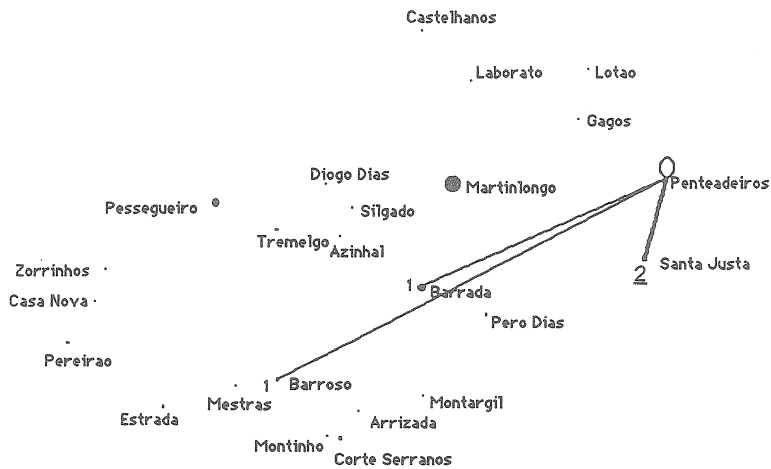 Castelhanos
Laborato
Lotao
Gagos
Diogo Dias
Martinlongo
Penteadeiros
Pessegueiro
Silgado
Tremelgo
Azinhal
Zorrinhos
Santa Justa
2
1
Barrada
Casa Nova
Pero Dias
Pereirao
1
Barroso
Mestras
Montargil
Estrada
Arrizada
Montinho
Corte Serranos